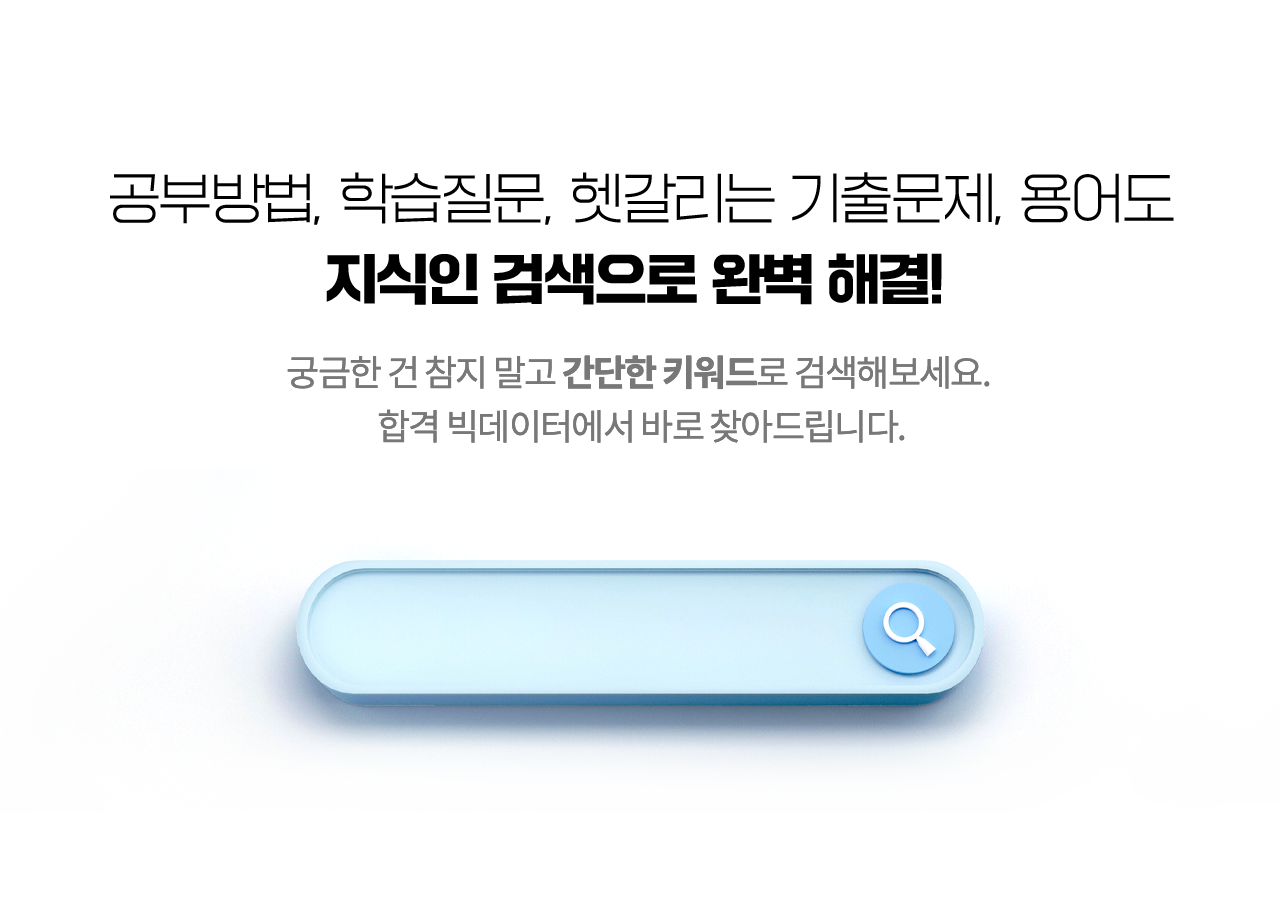 공부방법, 학습질문, 헷갈리는 기출문제, 용어도
지식인 검색으로 완벽 해결!
궁금한 건 참지 말고 간단한 키워드로 검색해보세요.
합격 빅데이터에서 바로 찾아드립니다.